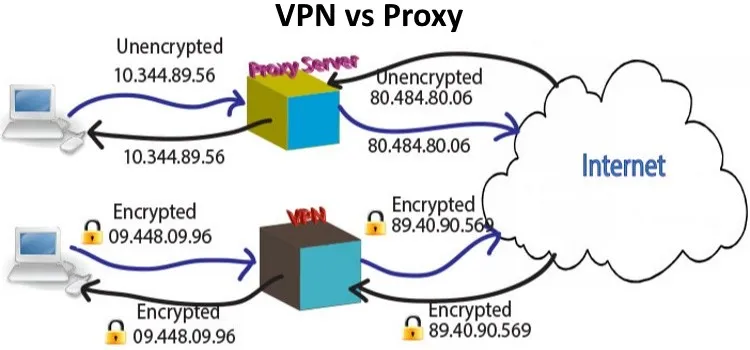 VPN vs Proxy
Unencrypted
10.344.89.56
Proxy Server
Unencrypted
80.484.80.06
10.344.89.56
80.484.80.06
Internet
Encrypted
09.448.09.96
VPN
Encrypted
89.40.90.569
Encrypted
09.448.09.96
Encrypted
89.40.90.569